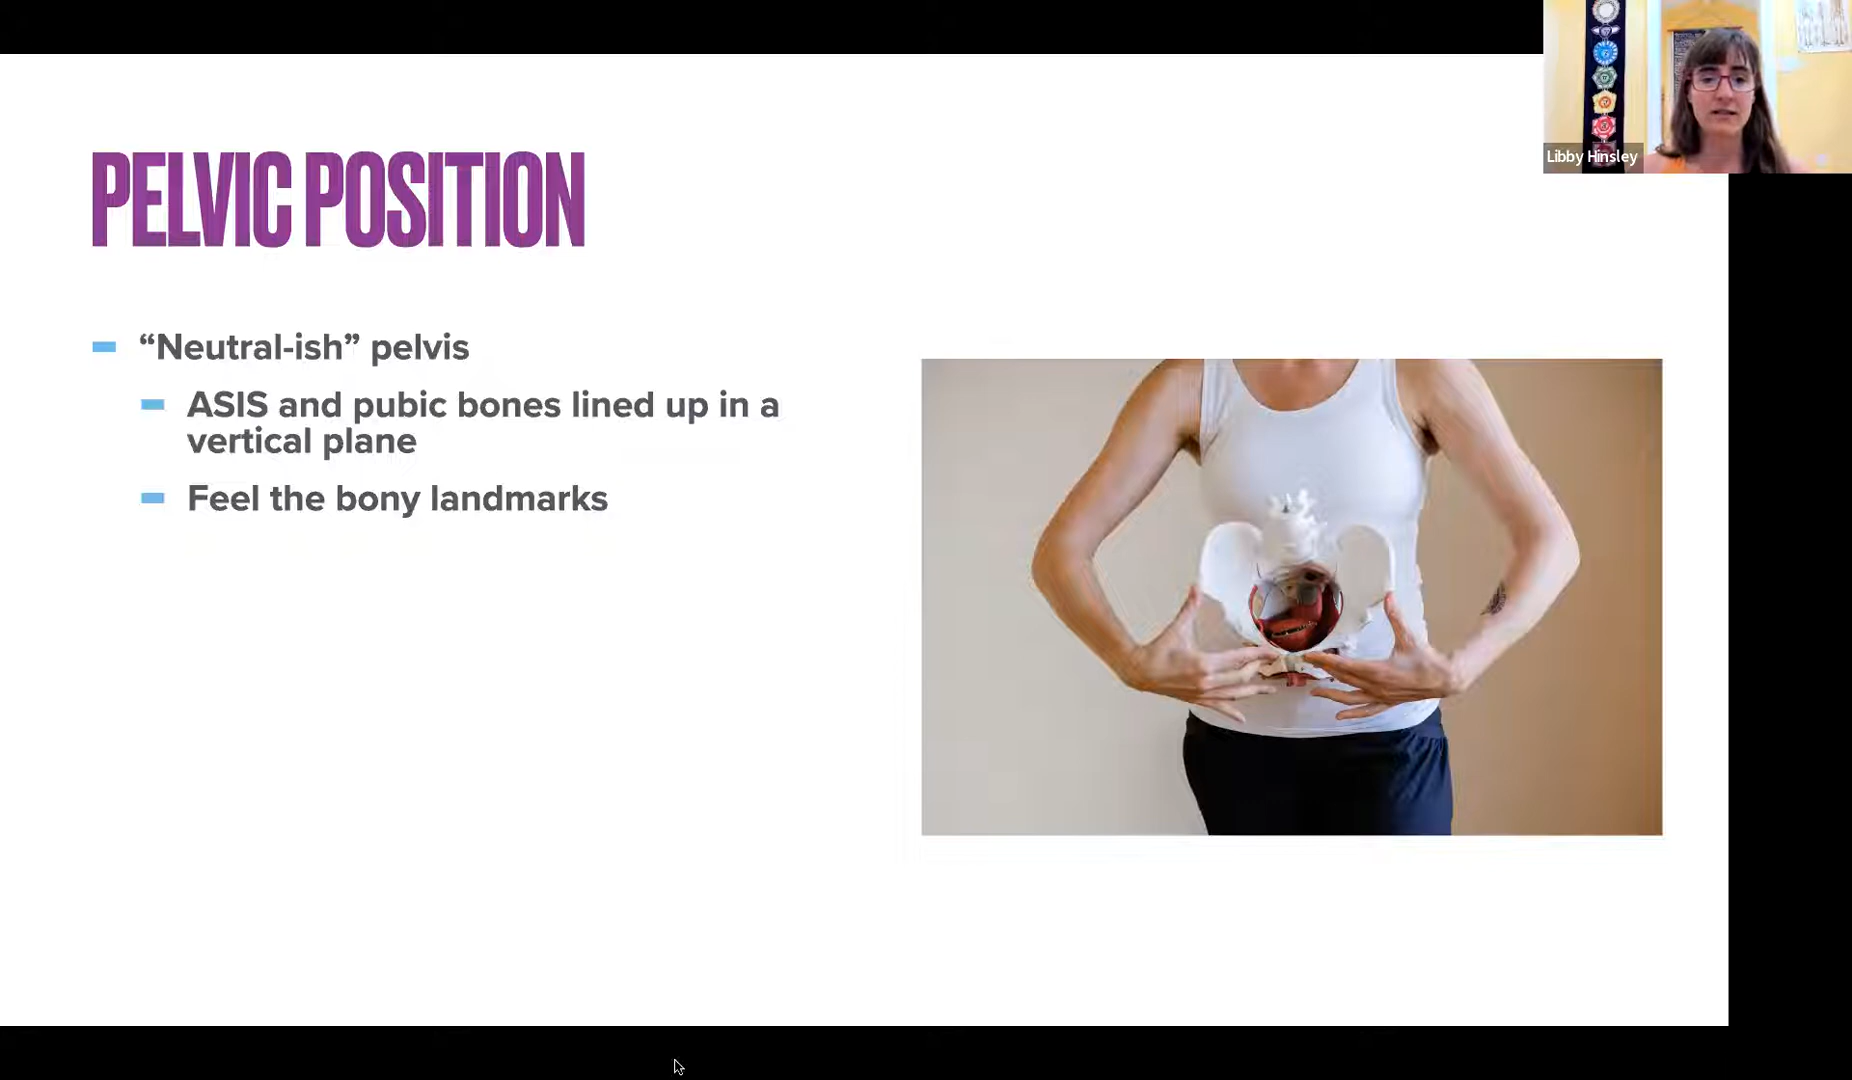 Libby Hinsley
PELVIC POSITION
“Neutral-ish” pelvis
ASIS and pubic bones lined up in a
vertical plane
Feel the bony landmarks